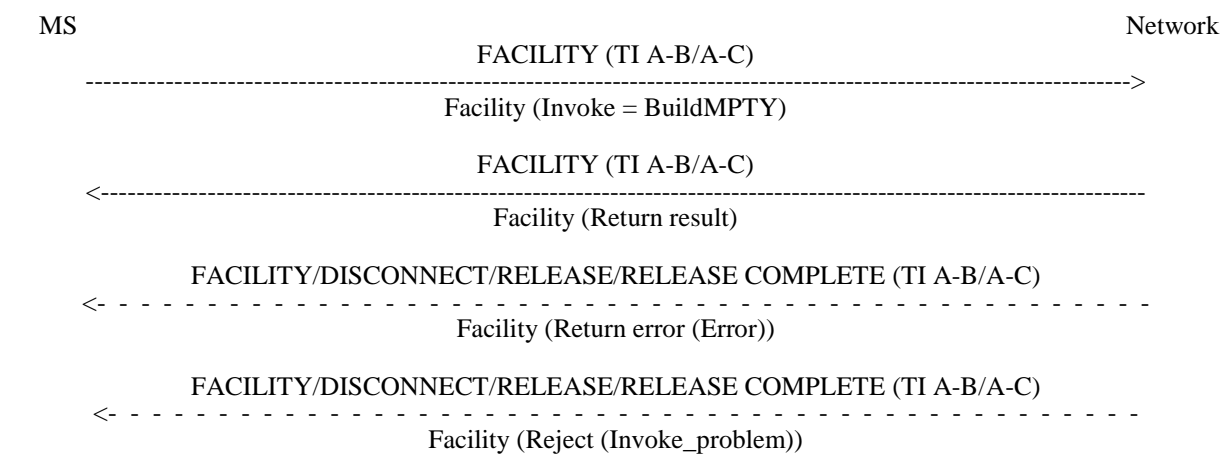 MS Network
FACILITY (TI A-B/A-C)
Facility (Invoke = BuildMPTY)
FACILITY (TI A-B/A-C)
Facility (Return result)
FACILITY/DISCONNECT/RELEASE/RELEASE COMPLETE (TI A-B/A-C)
Facility (Return error (Error))
FACILITY/DISCONNECT/RELEASE/RELEASE COMPLETE (TI A-B/A-C)
Facility (Reject (Invoke_problem))